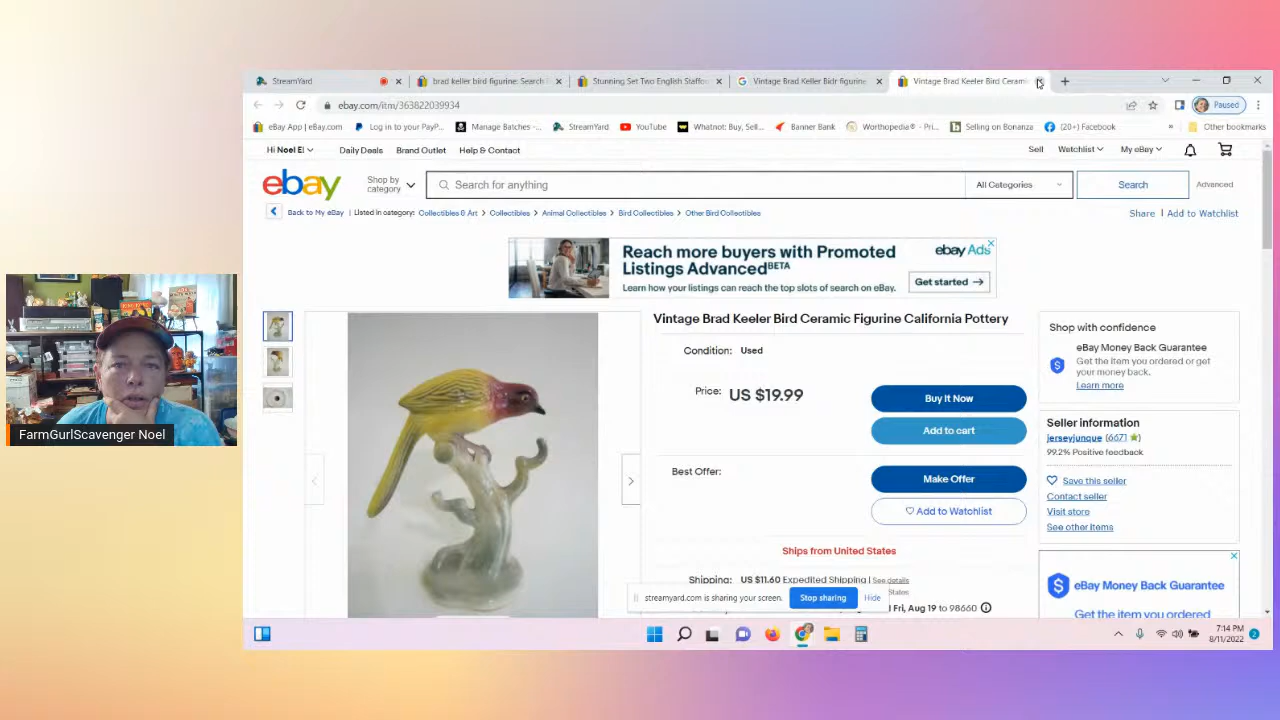 StreamYard
brad keller bird figurine: Search
Stunning Set Two English Staffo
Vintage Brad Keller Bidr figurine
Vintage Brad Keeler Bird Ceram
ebay.com/itm/363822039934
Paused
eBay App | eBay.com
Log in to your PayP...
Manage Batches -...
StreamYard
YouTube
Whatnot: Buy, Sell...
Banner Bank
Worthopedia® - Pri...
Selling on Bonanza
(20+) Facebook
»
Other bookmarks
Hi Noel E!
Daily Deals
Brand Outlet
Help & Contact
Sell
Watchlist
My eBay
ebay
Shop by
category
Search for anything
All Categories
Search
Advanced
Back to My eBay | Listed in category: Collectibles & Art > Collectibles > Animal Collectibles > Bird Collectibles > Other Bird Collectibles
Share | Add to Watchlist
Reach more buyers with Promoted
Listings Advanced BETA
Learn how your listings can reach the top slots of search on eBay.
ebay Ads
Get started →
Vintage Brad Keeler Bird Ceramic Figurine California Pottery
Condition: Used
Price: US $19.99
Buy It Now
Add to cart
Best Offer:
Make Offer
Add to Watchlist
Ships from United States
Shipping: US $11.60 Expedited Shipping | See details
States
Fri, Aug 19 to 98660
Shop with confidence
eBay Money Back Guarantee
Get the item you ordered or get
your money back.
Learn more
Seller information
jerseyjunque (6671)
99.2% Positive feedback
Save this seller
Contact seller
Visit store
See other items
eBay Money Back Guarantee
Get the item you ordered
streamyard.com is sharing your screen.
Stop sharing
Hide
FarmGurlScavenger Noel
7:14 PM
8/11/2022
2